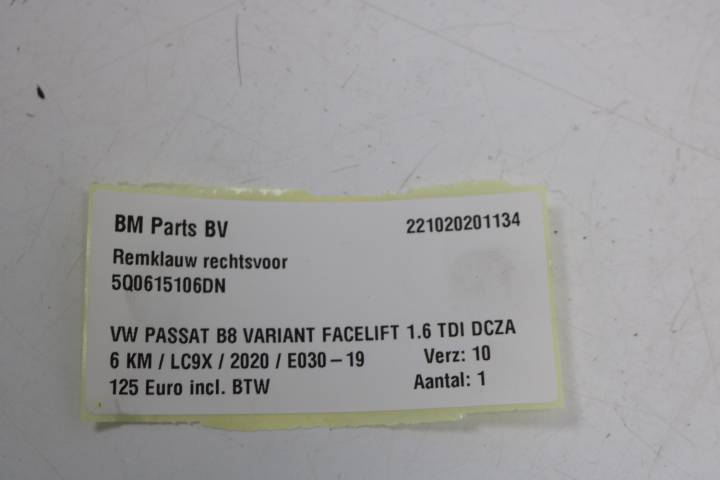 BM Parts BV 221020201134
Remklauw rechtsvoor
5Q0615106DN
VW PASSAT B8 VARIANT FACELIFT 1.6 TDI DCZA
6 KM / LC9X / 2020 / E030-19 Verz: 10
125 Euro incl. BTW Aantal: 1